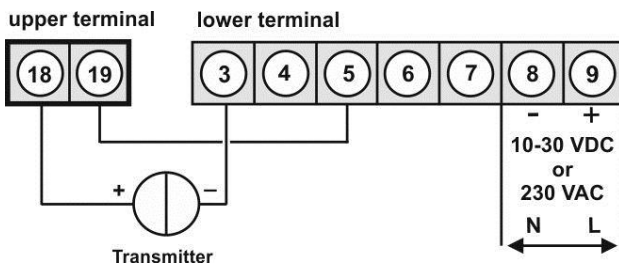 upper terminal
lower terminal
18 19
3 4 5 6 7 8 9
- +
10-30 VDC
or
230 VAC
N L
+ –
Transmitter